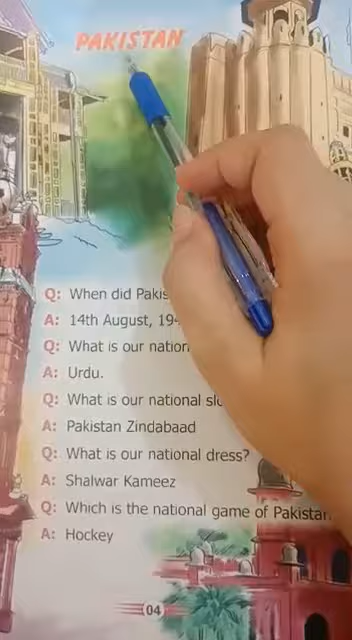 PAKISTAN
Q: When did Pakis
A: 14th August, 19
Q: What is our nation
A: Urdu.
Q: What is our national slo
A: Pakistan Zindabaad
Q: What is our national dress?
A: Shalwar Kameez
Q: Which is the national game of Pakistan
A: Hockey
04